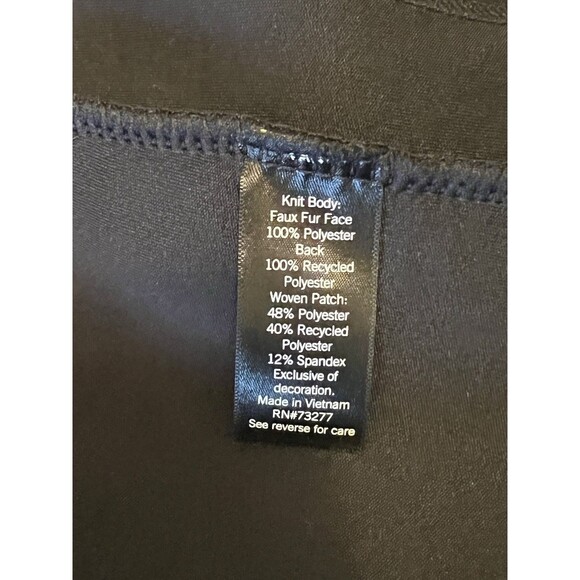 Knit Body:
Faux Fur Face
100% Polyester
Back
100% Recycled
Polyester
Woven Patch:
48% Polyester
40% Recycled
Polyester
12% Spandex
Exclusive of
decoration.
Made in Vietnam
RN#73277
See reverse for care